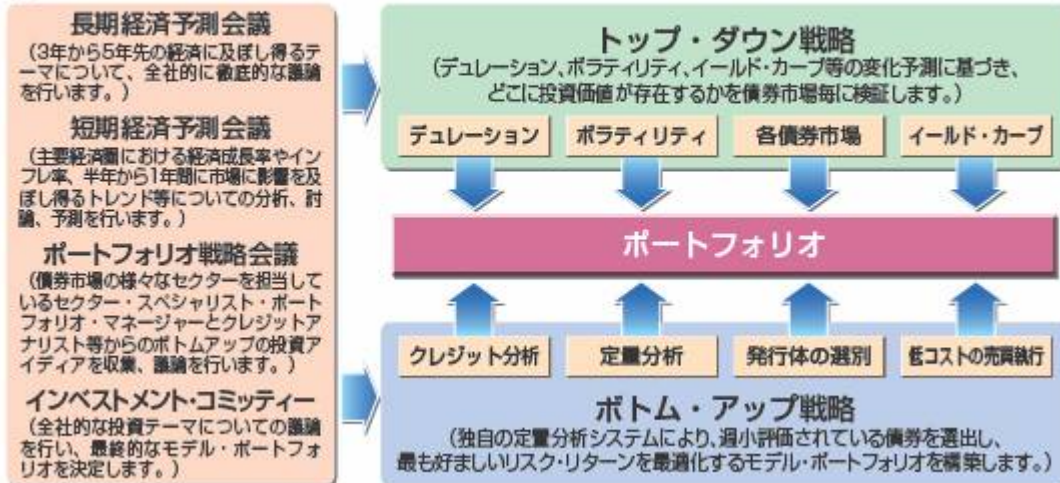 長期経済予測会議
（3年から5年先の経済に及ぼし得るテ
ーマについて、全社的に徹底的な議論
を行います。）
短期経済予測会議
（主要経済圏における経済成長率やイン
フレ率、半年から1年間に市場に影響を及
ぼし得るトレンド等についての分析、討
論、予測を行います。）
ポートフォリオ戦略会議
（債券市場の様々なセクターを担当して
いるセクター・スペシャリスト・ポート
フォリオ・マネージャーとクレジットア
ナリスト等からのボトムアップの投資ア
イディアを収集、議論を行います。）
インベストメント・コミッティー
（全社的な投資テーマについての議論
を行い、最終的なモデル・ポートフォ
リオを決定します。）
トップ・ダウン戦略
（デュレーション、ボラティリティ、イールド・カーブ等の変化予測に基づき、
どこに投資価値が存在するかを債券市場毎に検証します。）
デュレーション
ボラティリティ
各債券市場
イールド・カーブ
ポートフォリオ
クレジット分析
定量分析
発行体の選別
低コストの売買執行
ボトム・アップ戦略
（独自の定量分析システムにより、過小評価されている債券を選出し、
最も好ましいリスク・リターンを最適化するモデル・ポートフォリオを構築します。）